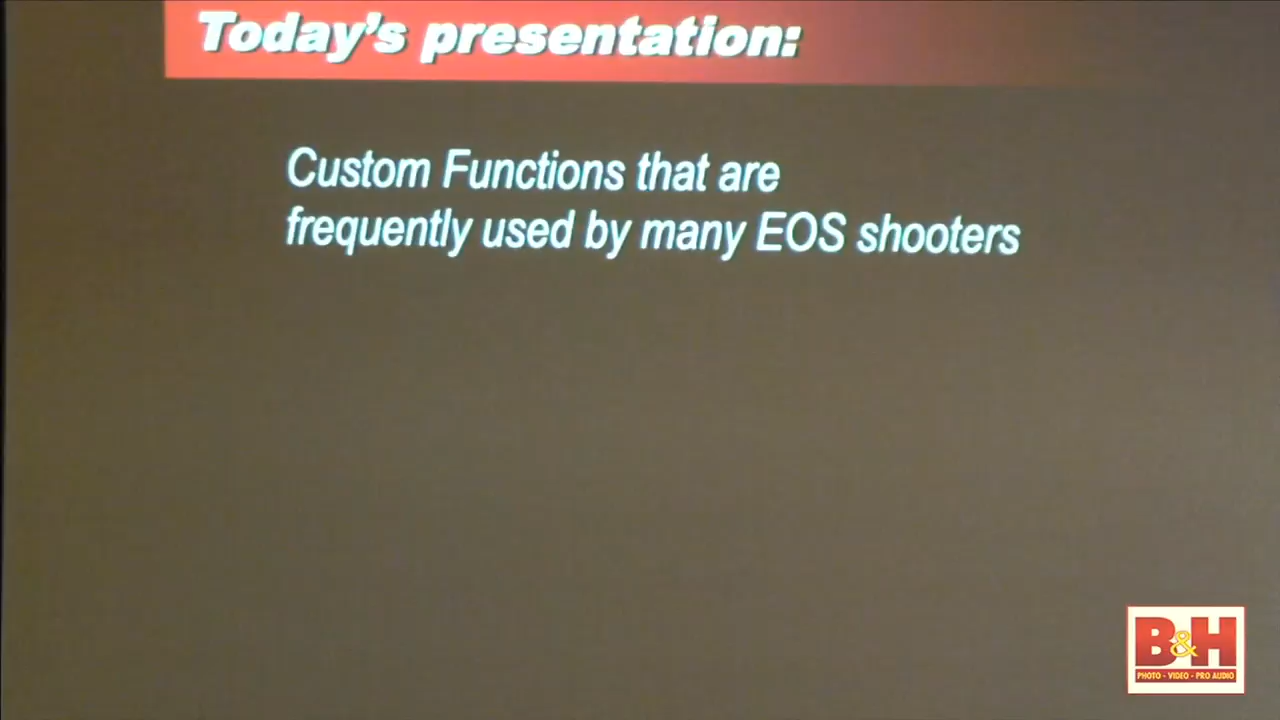 Today's presentation:
Custom Functions that are
frequently used by many EOS shooters
B&H
PHOTO - VIDEO - PRO AUDIO